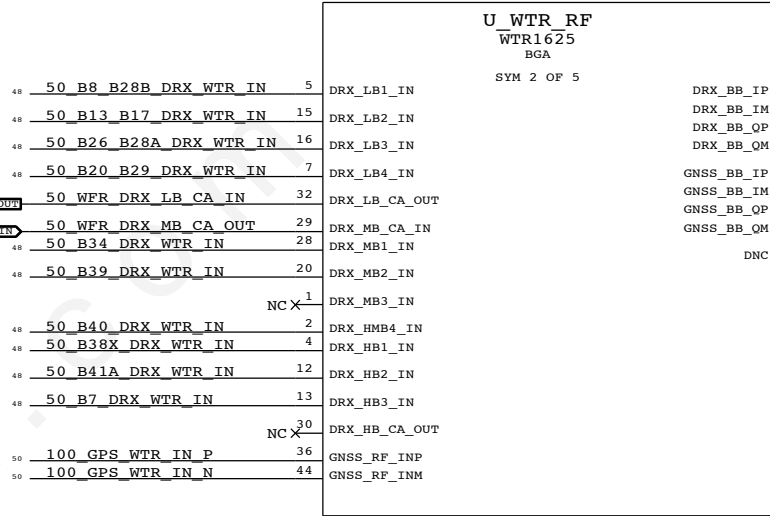 U_WTR_RF
WTR1625
BGA
SYM 2 OF 5
48 50_B8_B28B_DRX_WTR_IN 5 DRX_LB1_IN DRX_BB_IP
48 50_B13_B17_DRX_WTR_IN 15 DRX_LB2_IN DRX_BB_IM
DRX_BB_QP
48 50_B26_B28A_DRX_WTR_IN 16 DRX_LB3_IN DRX_BB_QM
48 50_B20_B29_DRX_WTR_IN 7 DRX_LB4_IN GNSS_BB_IP
GNSS_BB_IM
OUT 50_WFR_DRX_LB_CA_IN 32 DRX_LB_CA_OUT GNSS_BB_QP
IN 50_WFR_DRX_MB_CA_OUT 29 DRX_MB_CA_IN GNSS_BB_QM
48 50_B34_DRX_WTR_IN 28 DRX_MB1_IN DNC
48 50_B39_DRX_WTR_IN 20 DRX_MB2_IN
NC 1 DRX_MB3_IN
48 50_B40_DRX_WTR_IN 2 DRX_HMB4_IN
48 50_B38X_DRX_WTR_IN 4 DRX_HB1_IN
48 50_B41A_DRX_WTR_IN 12 DRX_HB2_IN
48 50_B7_DRX_WTR_IN 13 DRX_HB3_IN
NC 30 DRX_HB_CA_OUT
50 100_GPS_WTR_IN_P 36 GNSS_RF_INP
50 100_GPS_WTR_IN_N 44 GNSS_RF_INM
.com